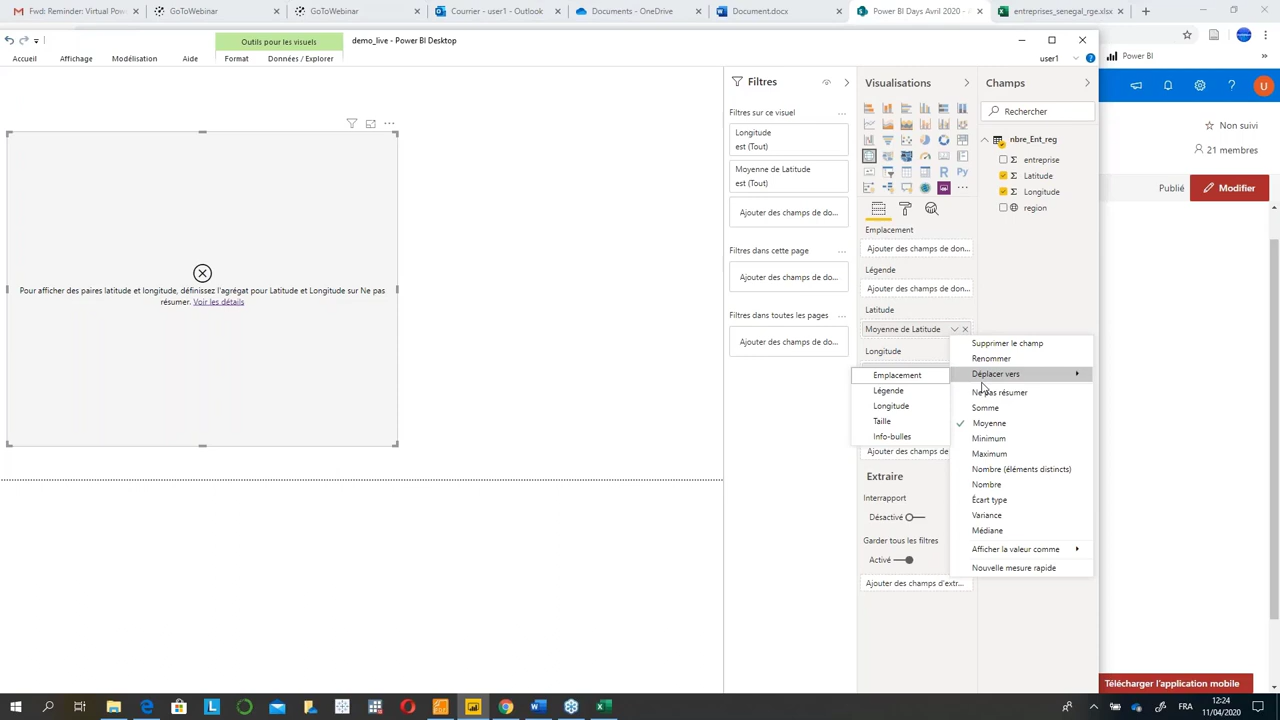 Fwd: Reminder: Virtual Pow
GoToWebinar
GoToWebinar
Courrier - user1 - Outlook
Documents - OneDrive
Document.docx
Power BI Days Avril 2020 -
entreprises_senegal_rge.xlsx
Outils pour les visuels
demo_live - Power BI Desktop
Accueil
Affichage
Modélisation
Aide
Format
Données / Explorer
user1
Power BI
U
Non suivi
21 membres
Publié
Modifier
Filtres
Filtres sur ce visuel
Longitude
est (Tout)
Moyenne de Latitude
est (Tout)
Ajouter des champs de do...
Filtres dans cette page
Ajouter des champs de do...
Filtres dans toutes les pages
Ajouter des champs de do...
Visualisations
R
Py
Emplacement
Ajouter des champs de don...
Légende
Ajouter des champs de don...
Latitude
Moyenne de Latitude
Longitude
Ajouter des champs de
Extraire
Interrapport
Désactivé
Garder tous les filtres
Activé
Ajouter des champs d'extr...
Champs
Rechercher
nbre_Ent_reg
entreprise
Latitude
Longitude
region
Pour afficher des paires latitude et longitude, définissez l'agrégat pour Latitude et Longitude sur Ne pas
résumer. Voir les détails
Supprimer le champ
Renommer
Déplacer vers
Ne pas résumer
Somme
Moyenne
Minimum
Maximum
Nombre (éléments distincts)
Nombre
Écart type
Variance
Médiane
Afficher la valeur comme
Nouvelle mesure rapide
Emplacement
Légende
Longitude
Taille
Info-bulles
Télécharger l'application mobile
FRA
12:24
11/04/2020